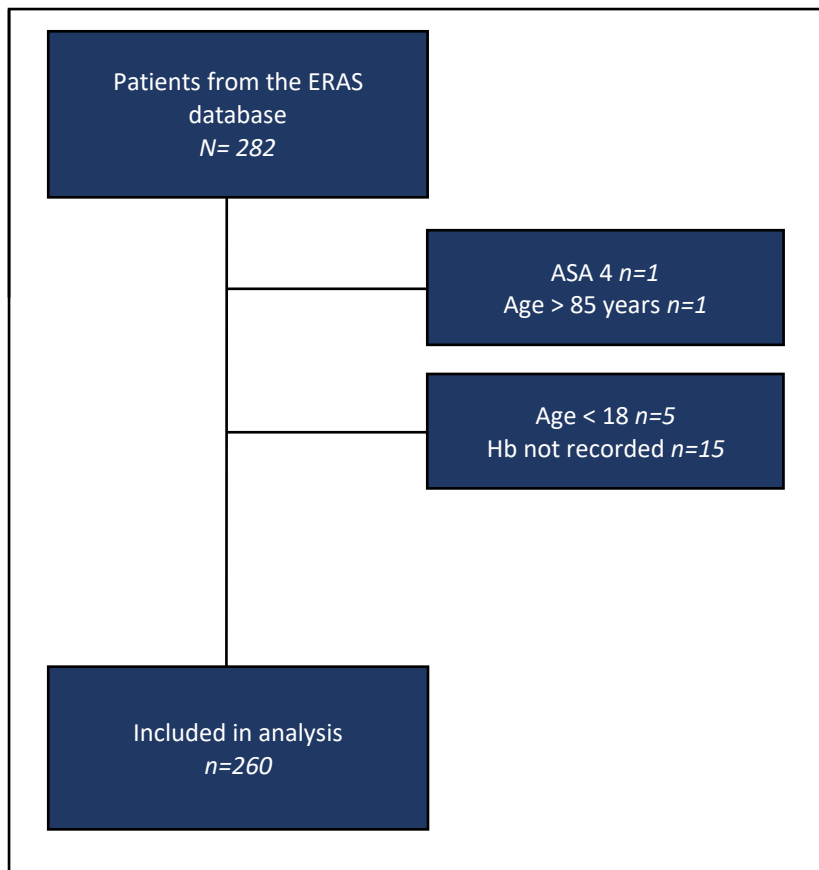 Patients from the ERAS
database
N= 282
ASA 4 n=1
Age > 85 years n=1
Age < 18 n=5
Hb not recorded n=15
Included in analysis
n=260